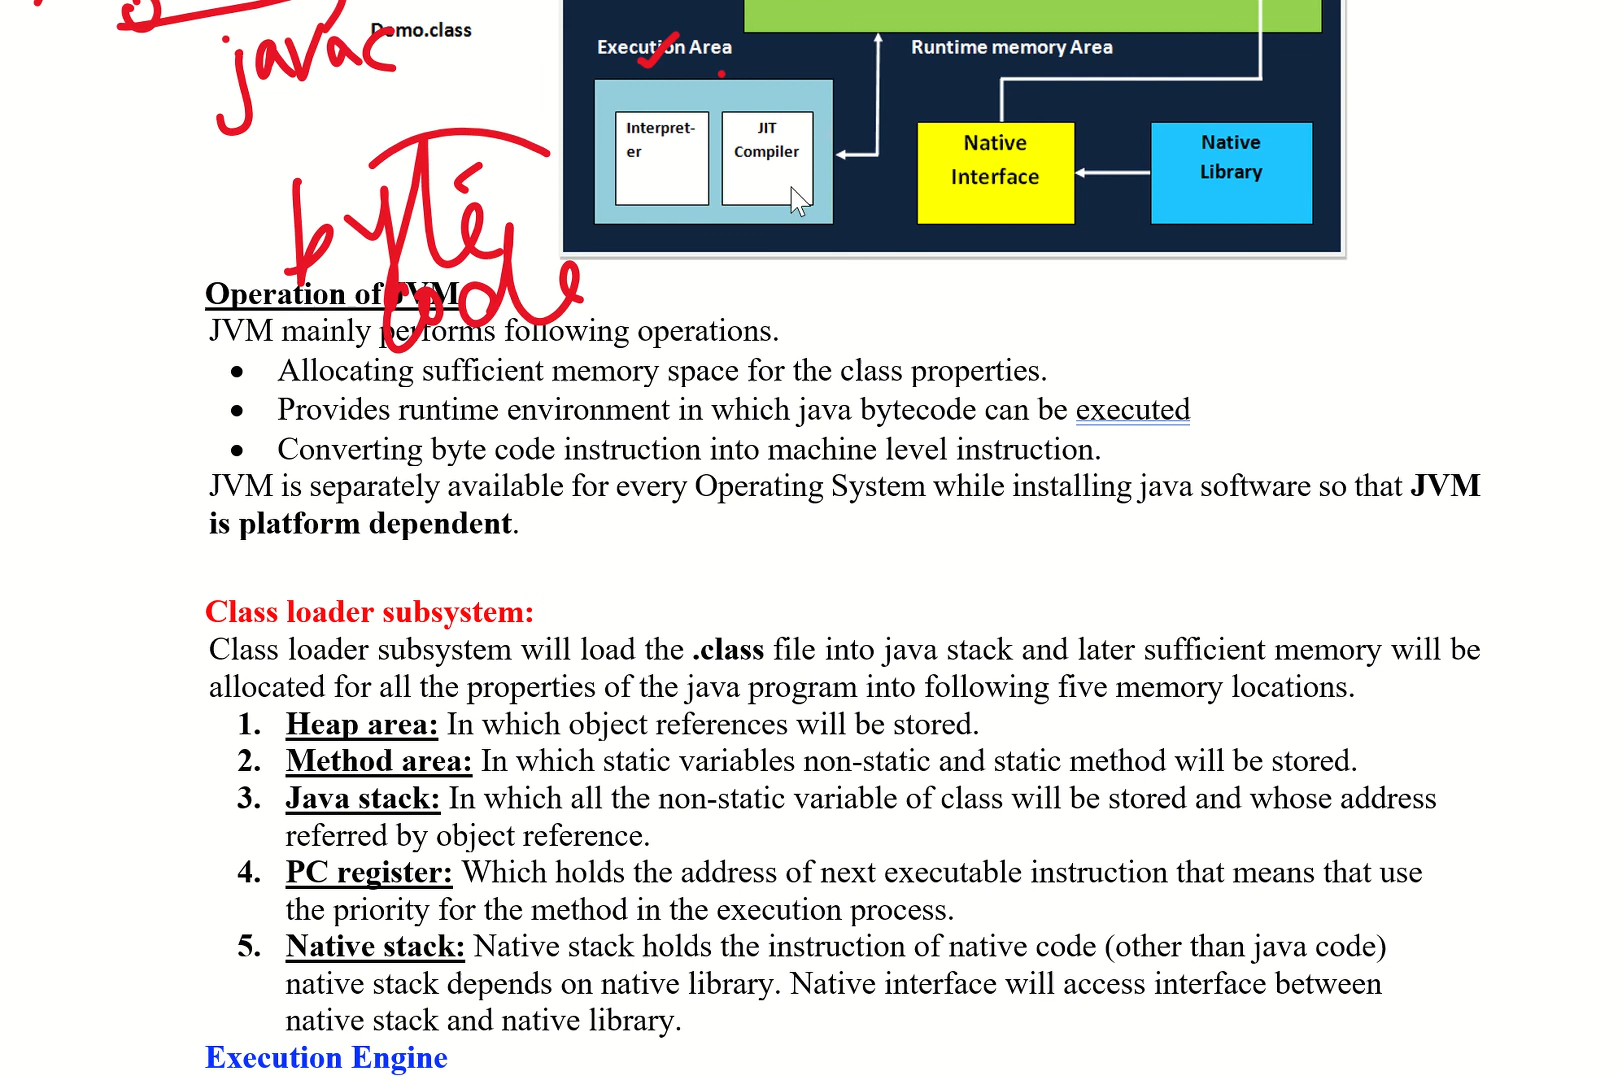 Demo.class
javac
Execution Area
Runtime memory Area
Interpret-
er
JIT
Compiler
Native
Interface
Native
Library
byte
code
Operation of JVM
JVM mainly performs following operations.
• Allocating sufficient memory space for the class properties.
• Provides runtime environment in which java bytecode can be executed
• Converting byte code instruction into machine level instruction.
JVM is separately available for every Operating System while installing java software so that JVM
is platform dependent.
Class loader subsystem:
Class loader subsystem will load the .class file into java stack and later sufficient memory will be
allocated for all the properties of the java program into following five memory locations.
1. Heap area: In which object references will be stored.
2. Method area: In which static variables non-static and static method will be stored.
3. Java stack: In which all the non-static variable of class will be stored and whose address
referred by object reference.
4. PC register: Which holds the address of next executable instruction that means that use
the priority for the method in the execution process.
5. Native stack: Native stack holds the instruction of native code (other than java code)
native stack depends on native library. Native interface will access interface between
native stack and native library.
Execution Engine